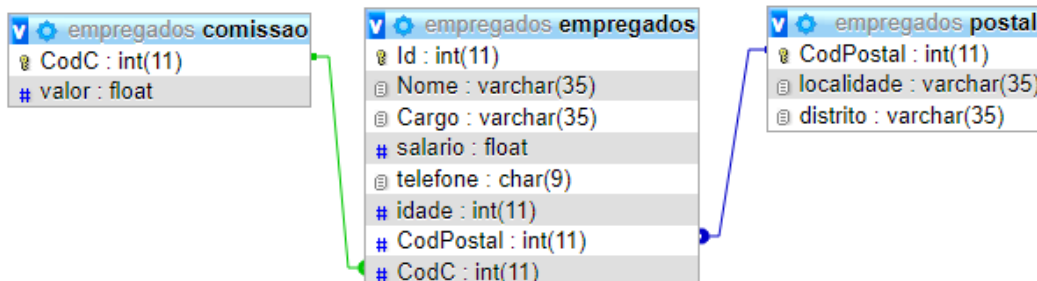 empregados comissao
CodC : int(11)
# valor : float
empregados empregados
Id : int(11)
Nome : varchar(35)
Cargo : varchar(35)
# salario : float
telefone : char(9)
# idade : int(11)
# CodPostal : int(11)
# CodC : int(11)
empregados postal
CodPostal : int(11)
localidade : varchar(35)
distrito : varchar(35)